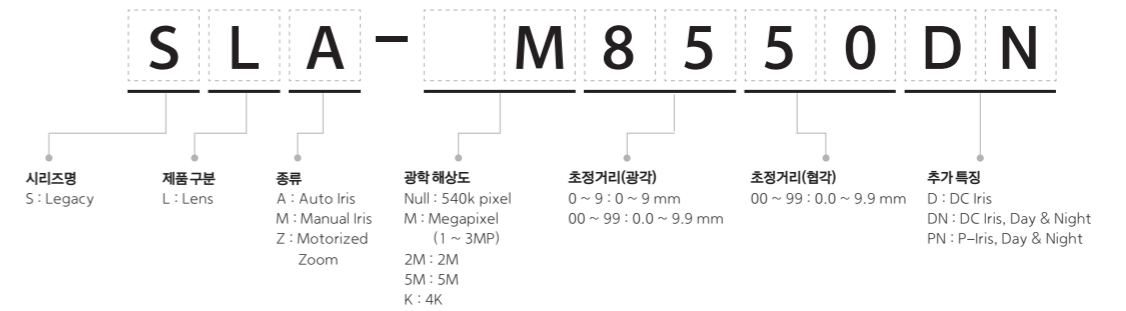 SLA- M8550DN
시리즈명
S : Legacy
제품 구분
L : Lens
종류
A : Auto Iris
M : Manual Iris
Z : Motorized
Zoom
광학 해상도
Null : 540k pixel
M : Megapixel
(1 ~ 3MP)
2M : 2M
5M : 5M
K : 4K
초정거리(광각)
0 ~ 9 : 0 ~ 9 mm
00 ~ 99 : 0.0 ~ 9.9 mm
초정거리(협각)
00 ~ 99 : 0.0 ~ 9.9 mm
추가 특징
D : DC Iris
DN : DC Iris, Day & Night
PN : P-Iris, Day & Night